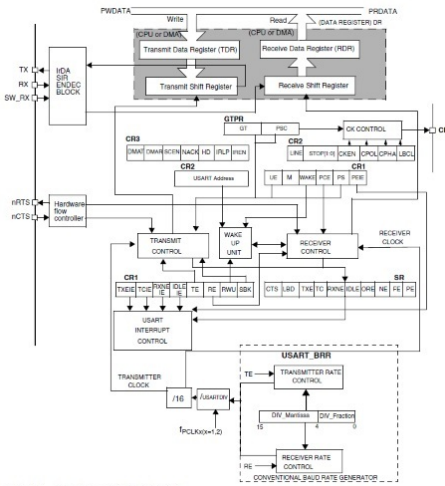 PWDATA PRDATA
Write Read (DATA REGISTER) DR
(CPU or DMA) (CPU or DMA)
TX
RX
SW_RX
IrDA
SIR
ENDEC
BLOCK
Transmit Data Register (TDR)
Receive Data Register (RDR)
Transmit Shift Register
Receive Shift Register
GTPR
GT PSC
CK CONTROL
CR3
DMAT DMAR SCEN NACK HD IRLP IREN
CR2
LINE STOP[1:0] CKEN CPOL CPHA LBCL
CR2
USART Address
CR1
UE M WAKE PCE PS PEIE
nRTS
nCTS
Hardware
flow
controller
TRANSMIT
CONTROL
WAKE
UP
UNIT
RECEIVER
CONTROL
RECEIVER
CLOCK
CR1
TXEIE TCIE RXNE IE IDLE IE TE RE RWU SBK
SR
CTS LBD TXE TC RXNE IDLE ORE NE FE PE
USART
INTERRUPT
CONTROL
USART_BRR
TRANSMITTER
CLOCK
TE
TRANSMITTER RATE
CONTROL
/16
/USARTDIV
DIV_Mantissa DIV_Fraction
15 4 0
fPCLKx(x=1,2)
RE
RECEIVER RATE
CONTROL
CONVENTIONAL BAUD RATE GENERATOR